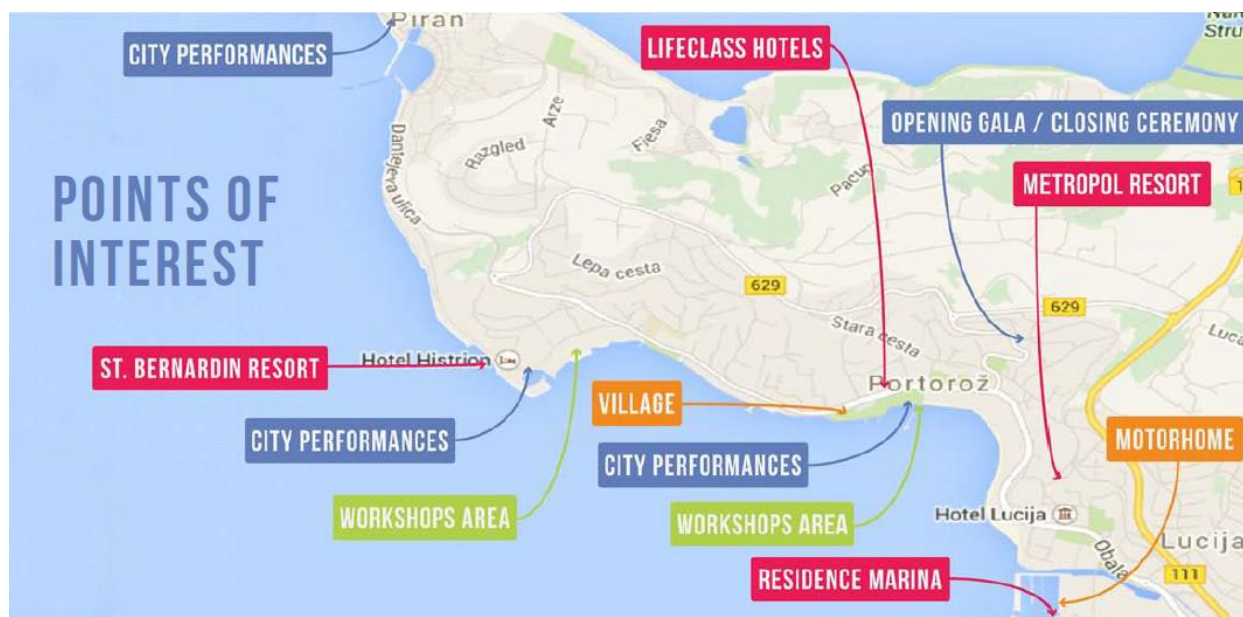 Piran
CITY PERFORMANCES
LIFECLASS HOTELS
OPENING GALA / CLOSING CEREMONY
METROPOL RESORT
Arze
Razgled
Fiesa
Pacug
Dantejeva ulica
POINTS OF
INTEREST
Lepa cesta
629
629
Stara cesta
Luca
Hotel Histrion
ST. BERNARDIN RESORT
Portorož
VILLAGE
CITY PERFORMANCES
CITY PERFORMANCES
MOTORHOME
WORKSHOPS AREA
WORKSHOPS AREA
Hotel Lucija
Obala
Lucija
111
RESIDENCE MARINA